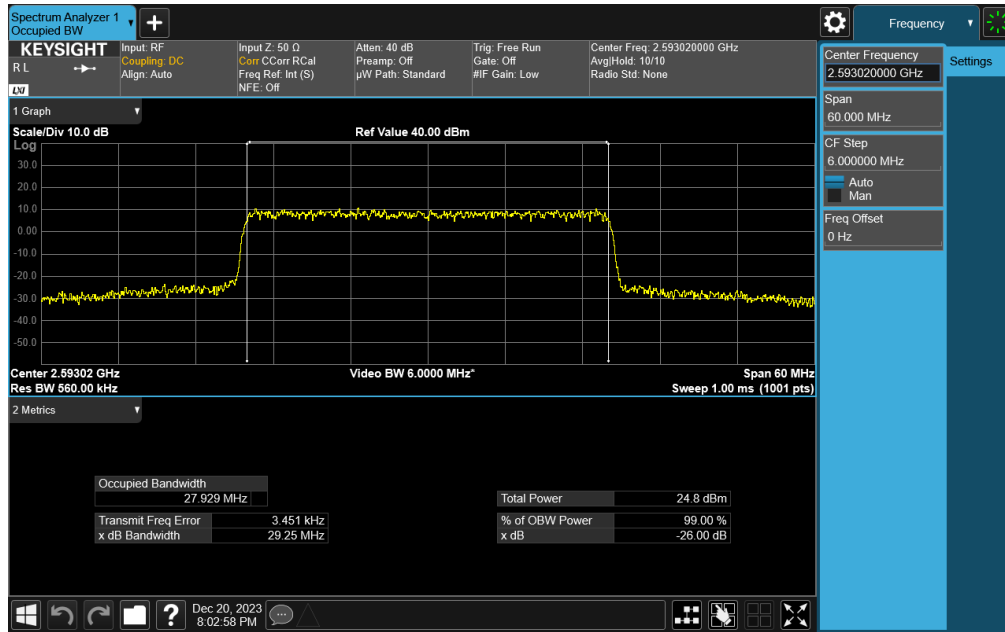 Spectrum Analyzer 1
Occupied BW
Frequency
KEYSIGHT
R L
LXI
Input: RF
Coupling: DC
Align: Auto
Input Z: 50 Ω
Corr CCorr RCal
Freq Ref: Int (S)
NFE: Off
Atten: 40 dB
Preamp: Off
µW Path: Standard
Trig: Free Run
Gate: Off
#IF Gain: Low
Center Freq: 2.593020000 GHz
Avg|Hold: 10/10
Radio Std: None
Center Frequency
2.593020000 GHz
Settings
Span
60.000 MHz
CF Step
6.000000 MHz
Auto
Man
Freq Offset
0 Hz
1 Graph
Scale/Div 10.0 dB
Ref Value 40.00 dBm
Log
30.0
20.0
10.0
0.00
-10.0
-20.0
-30.0
-40.0
-50.0
Center 2.59302 GHz
Video BW 6.0000 MHz*
Span 60 MHz
Res BW 560.00 kHz
Sweep 1.00 ms (1001 pts)
2 Metrics
Occupied Bandwidth
27.929 MHz
Total Power 24.8 dBm
Transmit Freq Error 3.451 kHz
% of OBW Power 99.00 %
x dB Bandwidth 29.25 MHz
x dB -26.00 dB
?
Dec 20, 2023
8:02:58 PM